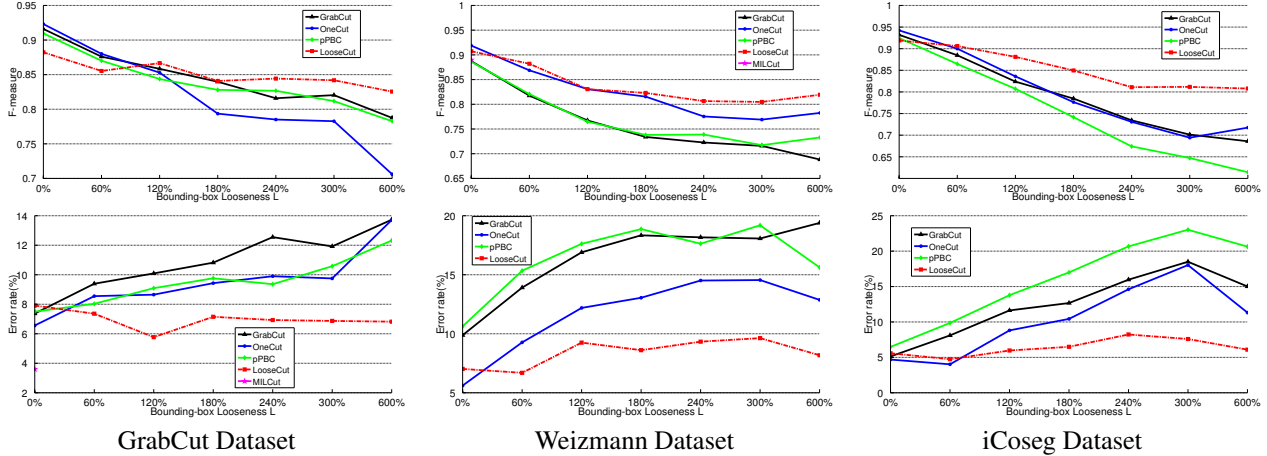 0.95
0.9
0.85
0.8
0.75
0.7
F-measure
0% 60% 120% 180% 240% 300% 600%
Bounding-box Looseness L
GrabCut
OneCut
pPBC
LooseCut
1
0.95
0.9
0.85
0.8
0.75
0.7
0.65
F-measure
0% 60% 120% 180% 240% 300% 600%
Bounding-box Looseness L
GrabCut
OneCut
pPBC
LooseCut
MILCut
1
0.95
0.9
0.85
0.8
0.75
0.7
0.65
F-measure
0% 60% 120% 180% 240% 300% 600%
Bounding-box Looseness L
GrabCut
OneCut
pPBC
LooseCut
14
12
10
8
6
4
2
Error rate(%)
0% 60% 120% 180% 240% 300% 600%
Bounding-box Looseness L
GrabCut
OneCut
pPBC
LooseCut
MILCut
20
15
10
5
Error rate(%)
0% 60% 120% 180% 240% 300% 600%
Bounding-box Looseness L
GrabCut
OneCut
pPBC
LooseCut
25
20
15
10
5
0
Error rate(%)
0% 60% 120% 180% 240% 300% 600%
Bounding-box Looseness L
GrabCut
OneCut
pPBC
LooseCut
GrabCut Dataset
Weizmann Dataset
iCoseg Dataset